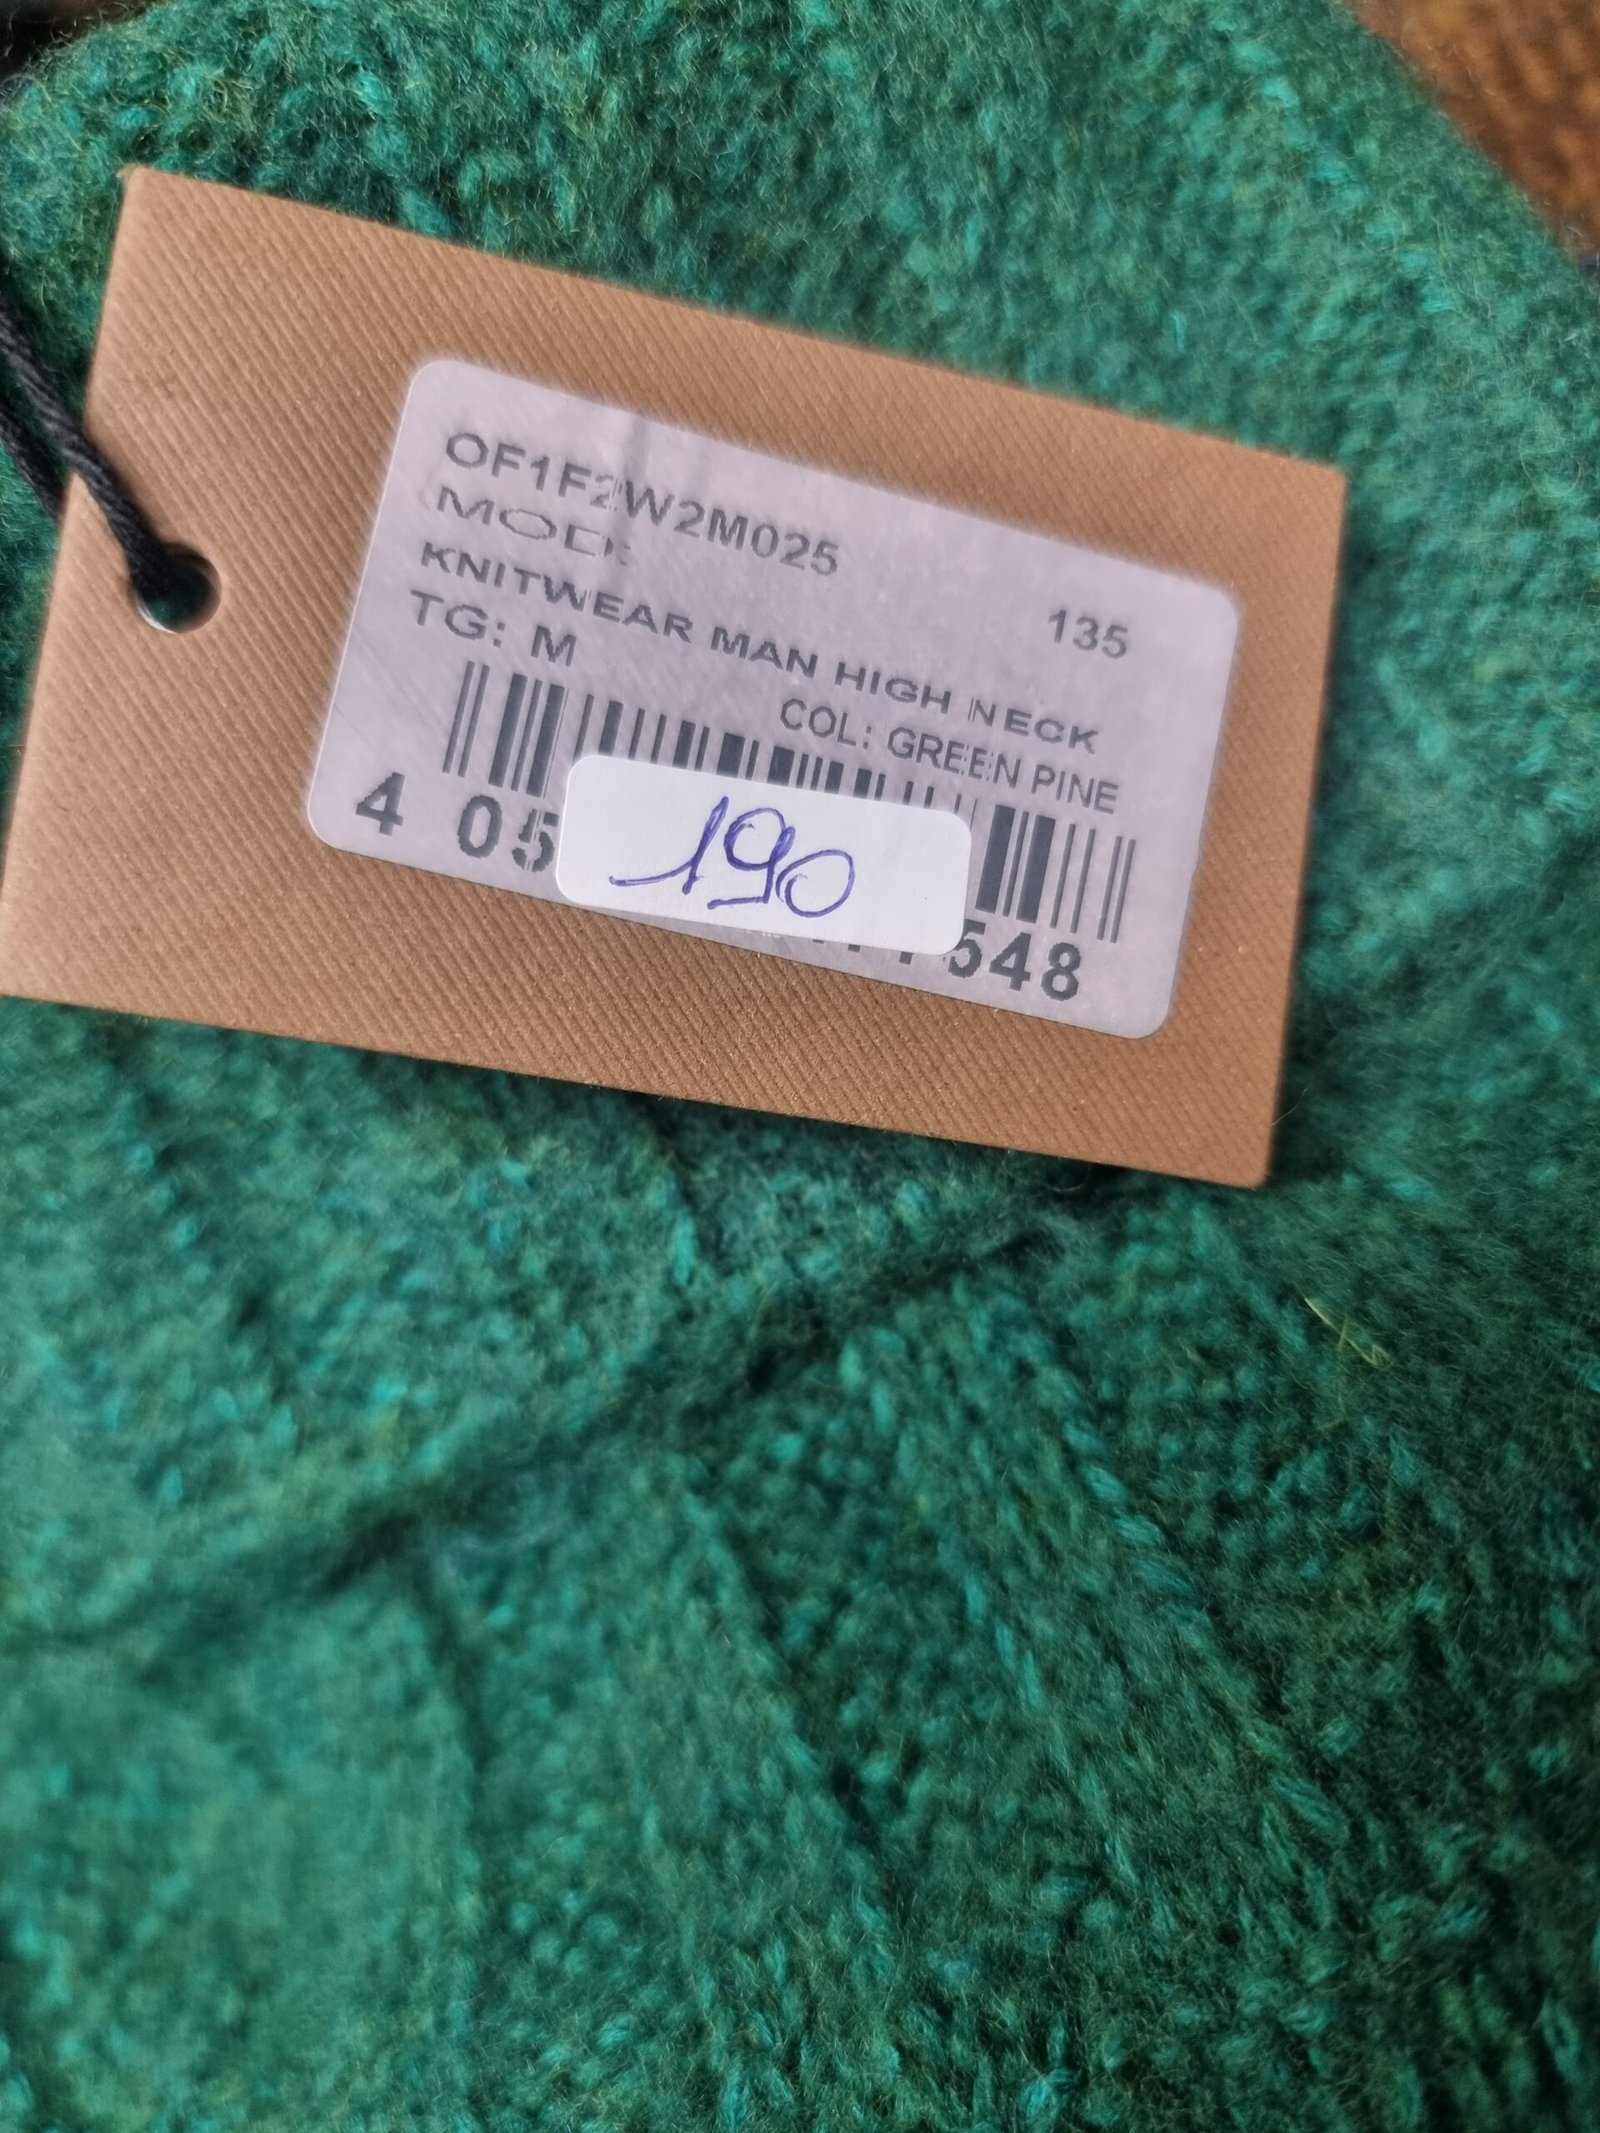 OF1F2W2M025
MOD: 135
KNITWEAR MAN HIGH NECK
TG: M COL: GREEN PINE
4 05 548
190